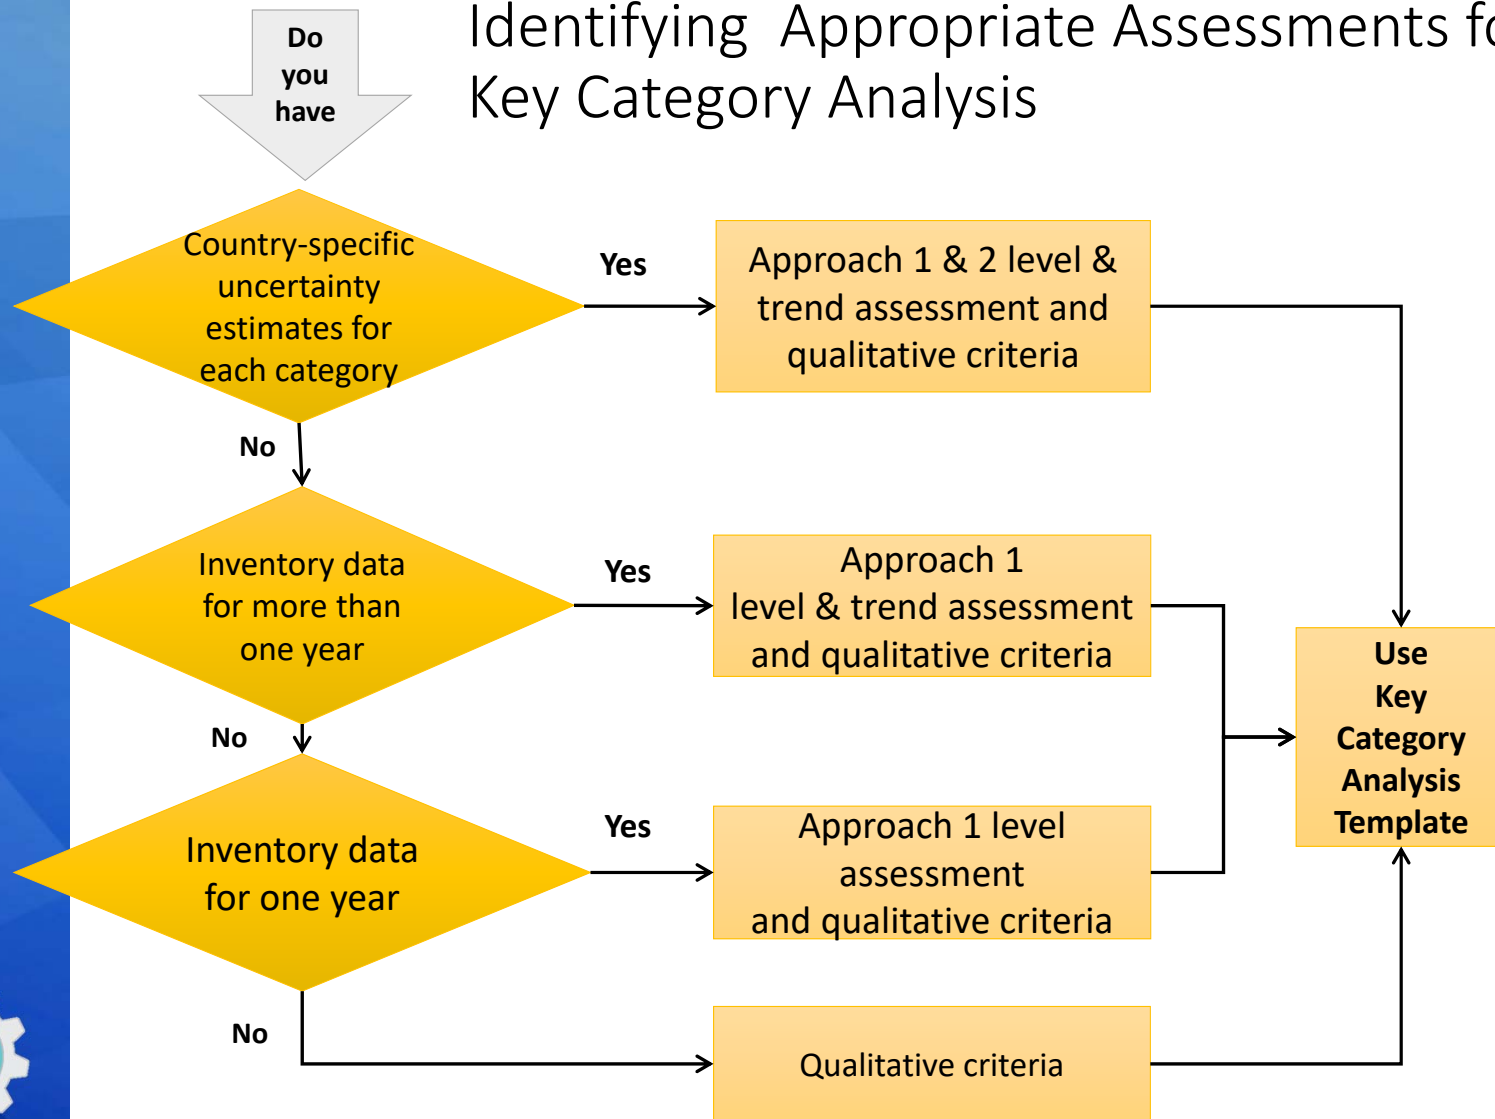 Identifying  Appropriate Assessments fo
Key Category Analysis
Do
you
have
Country-specific
uncertainty
estimates for
each category
Yes
Approach 1 & 2 level &
trend assessment and
qualitative criteria
No
Inventory data
for more than
one year
Yes
Approach 1
level & trend assessment
and qualitative criteria
Use
Key
Category
Analysis
Template
No
Inventory data
for one year
Yes
Approach 1 level
assessment
and qualitative criteria
No
Qualitative criteria